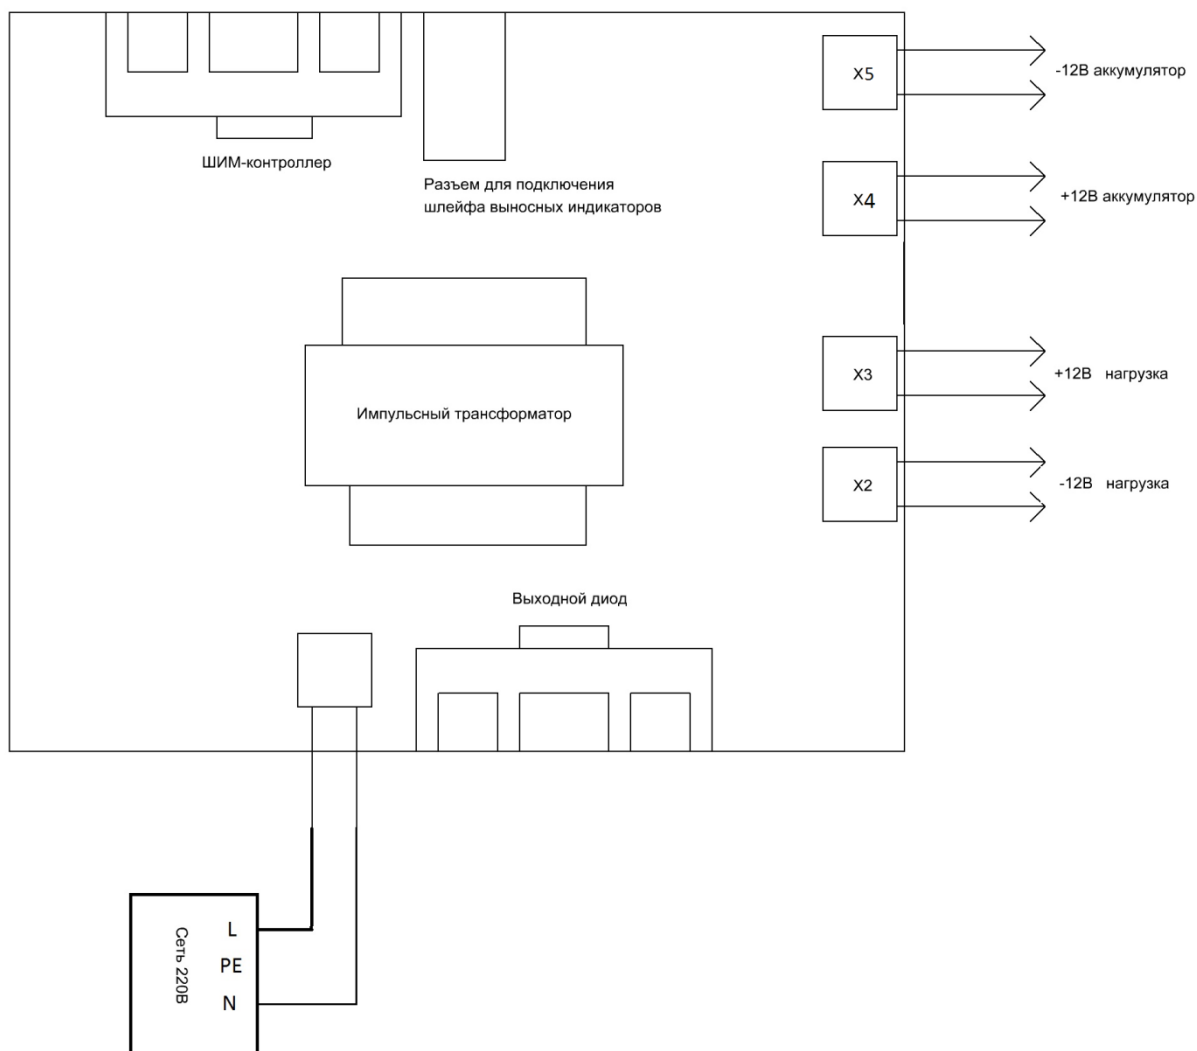 X5
-12В аккумулятор
ШИМ-контроллер
Разъем для подключения
шлейфа выносных индикаторов
X4
+12В аккумулятор
X3
+12В нагрузка
Импульсный трансформатор
X2
-12В нагрузка
Выходной диод
Сеть 220В
L
PE
N